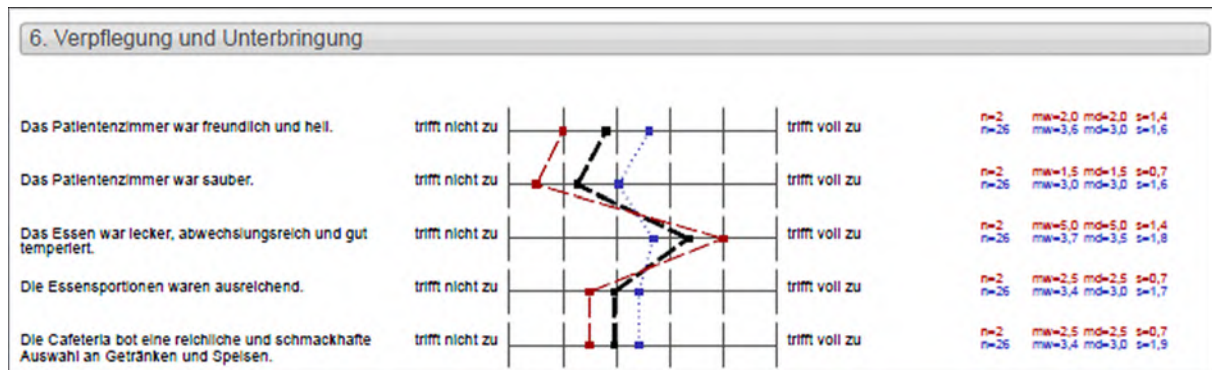 6. Verpflegung und Unterbringung
Das Patientenzimmer war freundlich und hell. trifft nicht zu trifft voll zu n=2 mw=2,0 md=2,0 s=1,4
n=26 mw=3,6 md=3,0 s=1,6
Das Patientenzimmer war sauber. trifft nicht zu trifft voll zu n=2 mw=1,5 md=1,5 s=0,7
n=26 mw=3,0 md=3,0 s=1,6
Das Essen war lecker, abwechslungsreich und gut trifft nicht zu trifft voll zu n=2 mw=5,0 md=5,0 s=1,4
temperiert. n=26 mw=3,7 md=3,5 s=1,8
Die Essensportionen waren ausreichend. trifft nicht zu trifft voll zu n=2 mw=2,5 md=2,5 s=0,7
n=26 mw=3,4 md=3,0 s=1,7
Die Cafeteria bot eine reichliche und schmackhafte trifft nicht zu trifft voll zu n=2 mw=2,5 md=2,5 s=0,7
Auswahl an Getränken und Speisen. n=26 mw=3,4 md=3,0 s=1,9